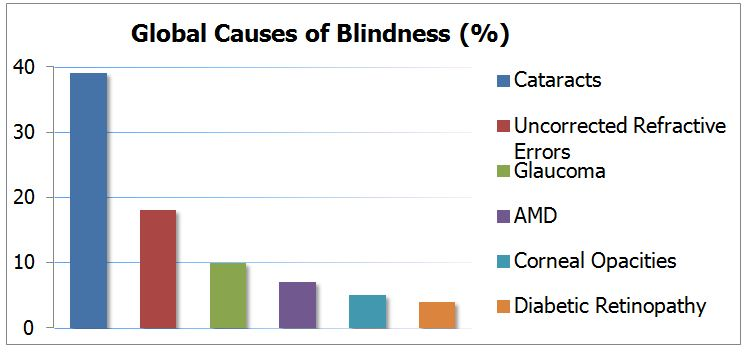 Global Causes of Blindness (%)
40
30
20
10
0
Cataracts
Uncorrected Refractive
Errors
Glaucoma
AMD
Corneal Opacities
Diabetic Retinopathy